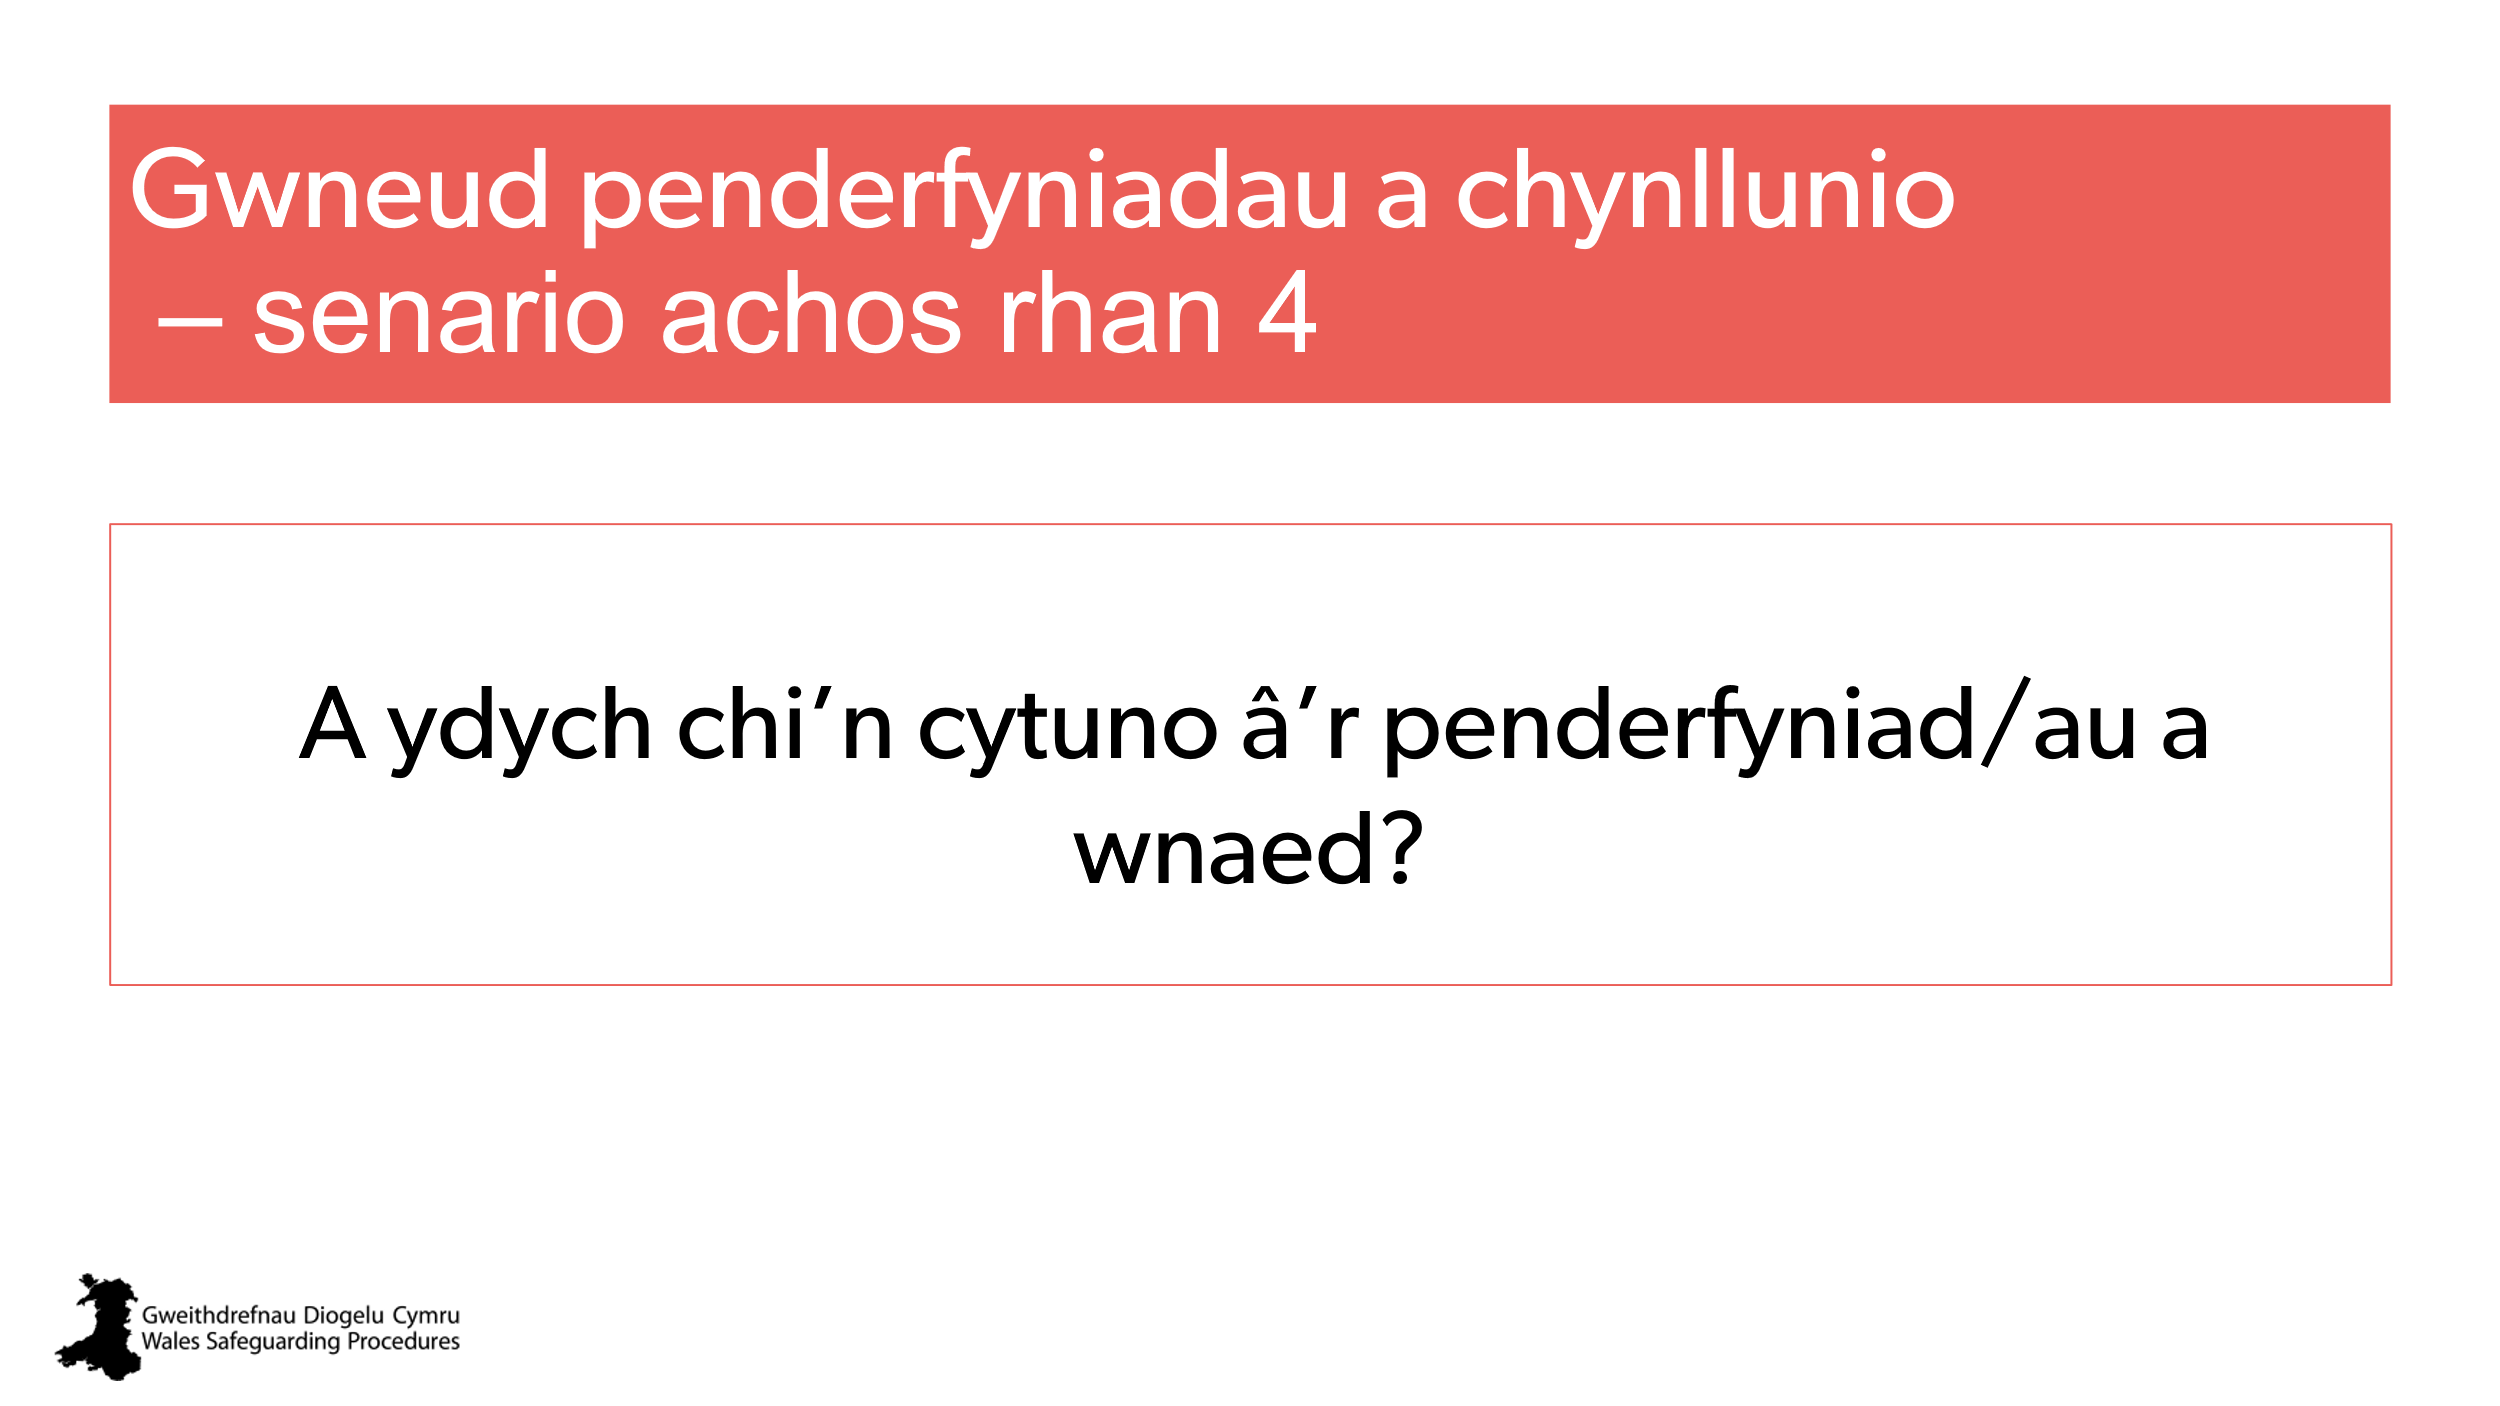 Gwneud penderfyniadau a chynllunio
– senario achos rhan 4
A ydych chi’n cytuno â’r penderfyniad/au a
wnaed?
Gweithdrefnau Diogelu Cymru
Wales Safeguarding Procedures